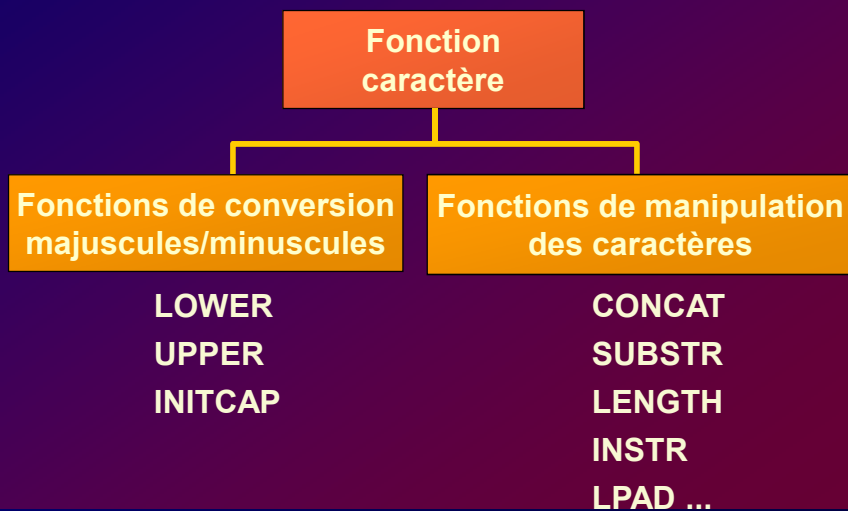 Fonction
caractère
Fonctions de conversion
majuscules/minuscules
LOWER
UPPER
INITCAP
Fonctions de manipulation
des caractères
CONCAT
SUBSTR
LENGTH
INSTR
LPAD ...